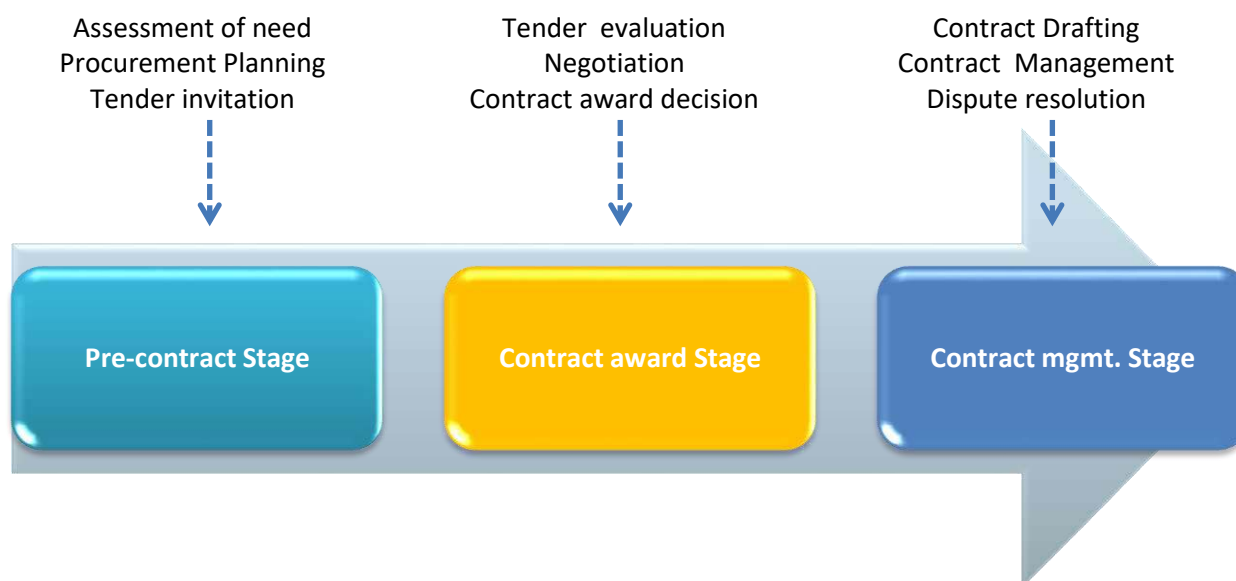 Assessment of need
Procurement Planning
Tender invitation
Tender evaluation
Negotiation
Contract award decision
Contract Drafting
Contract Management
Dispute resolution
Pre-contract Stage
Contract award Stage
Contract mgmt. Stage